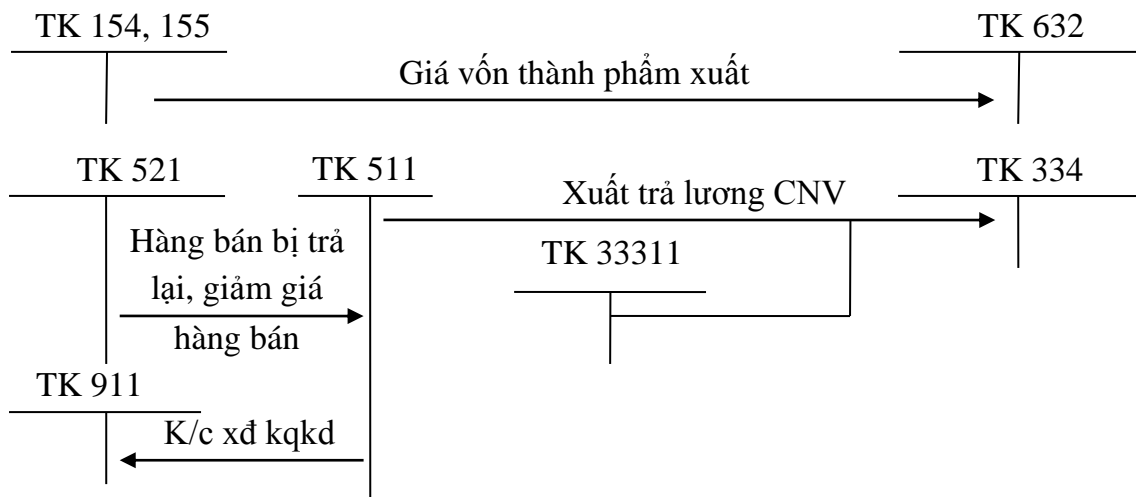 TK 154, 155
TK 632
Giá vốn thành phẩm xuất
TK 521
TK 511
Xuất trả lương CNV
TK 334
Hàng bán bị trả
lại, giảm giá
hàng bán
TK 33311
TK 911
K/c xđ kqkd